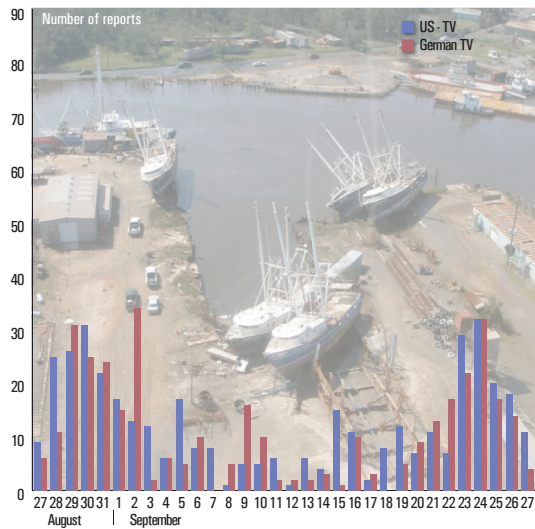 90
Number of reports
US - TV
German TV
80
70
60
50
40
30
20
10
0
27 28 29 30 31 1 2 3 4 5 6 7 8 9 10 11 12 13 14 15 16 17 18 19 20 21 22 23 24 25 26 27
August September